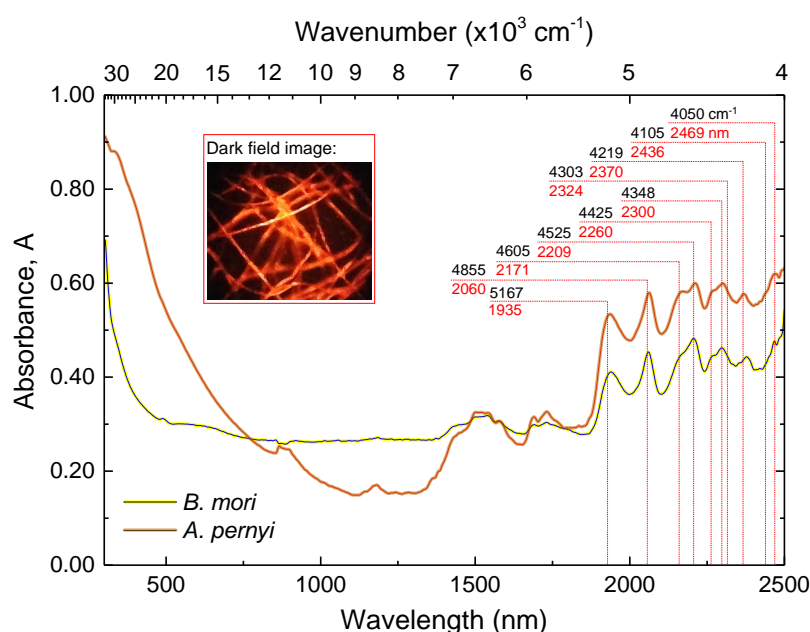 Wavenumber (x10³ cm⁻¹)
30 20 15 12 10 9 8 7 6 5 4
1.00
0.80
0.60
0.40
0.20
0.00
Absorbance, A
Dark field image:
4050 cm⁻¹
4105 2469 nm
4219 2436
4303 2370
2324 4348
4425 2300
4525 2260
4605 2209
4855 2171
2060 5167
1935
B. mori
A. pernyi
500 1000 1500 2000 2500
Wavelength (nm)